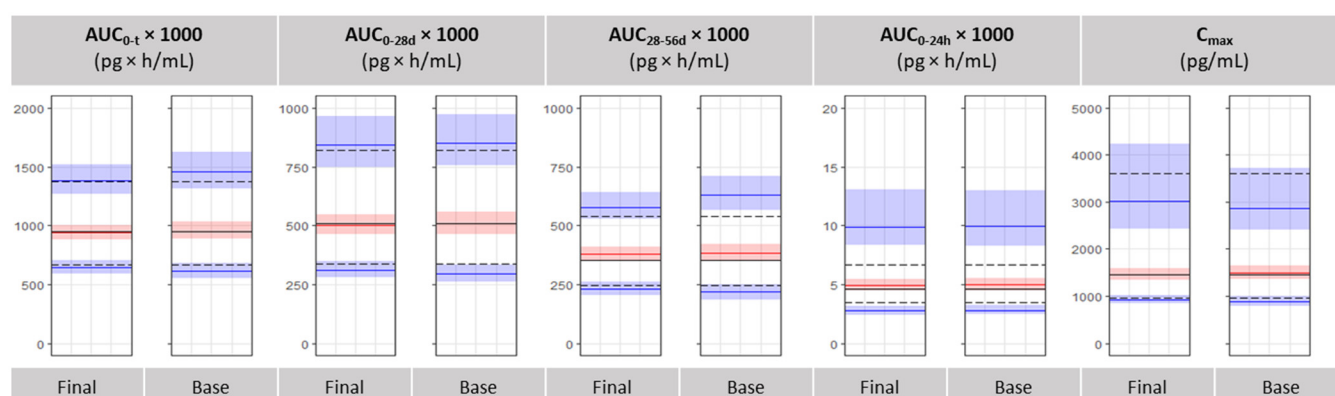 AUC0-t × 1000
(pg × h/mL)
AUC0-28d × 1000
(pg × h/mL)
AUC28-56d × 1000
(pg × h/mL)
AUC0-24h × 1000
(pg × h/mL)
Cmax
(pg/mL)
2000
1500
1000
500
0
1000
750
500
250
0
1000
750
500
250
0
20
15
10
5
0
5000
4000
3000
2000
1000
0
Final
Base
Final
Base
Final
Base
Final
Base
Final
Base